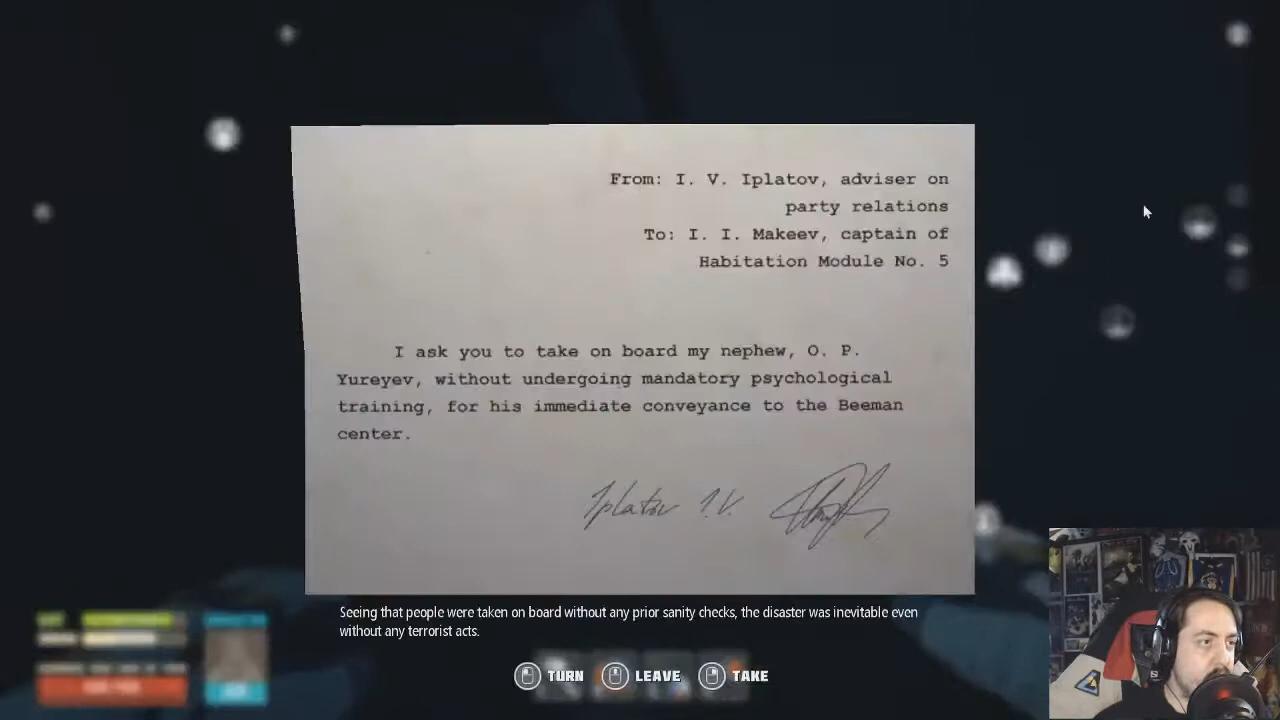 From: I. V. Iplatov, adviser on
party relations
To: I. I. Makeev, captain of
Habitation Module No. 5
I ask you to take on board my nephew, O. P.
Yureyev, without undergoing mandatory psychological
training, for his immediate conveyance to the Beeman
center.
Iplatov I.V.
Seeing that people were taken on board without any prior sanity checks, the disaster was inevitable even
without any terrorist acts.
TURN LEAVE TAKE